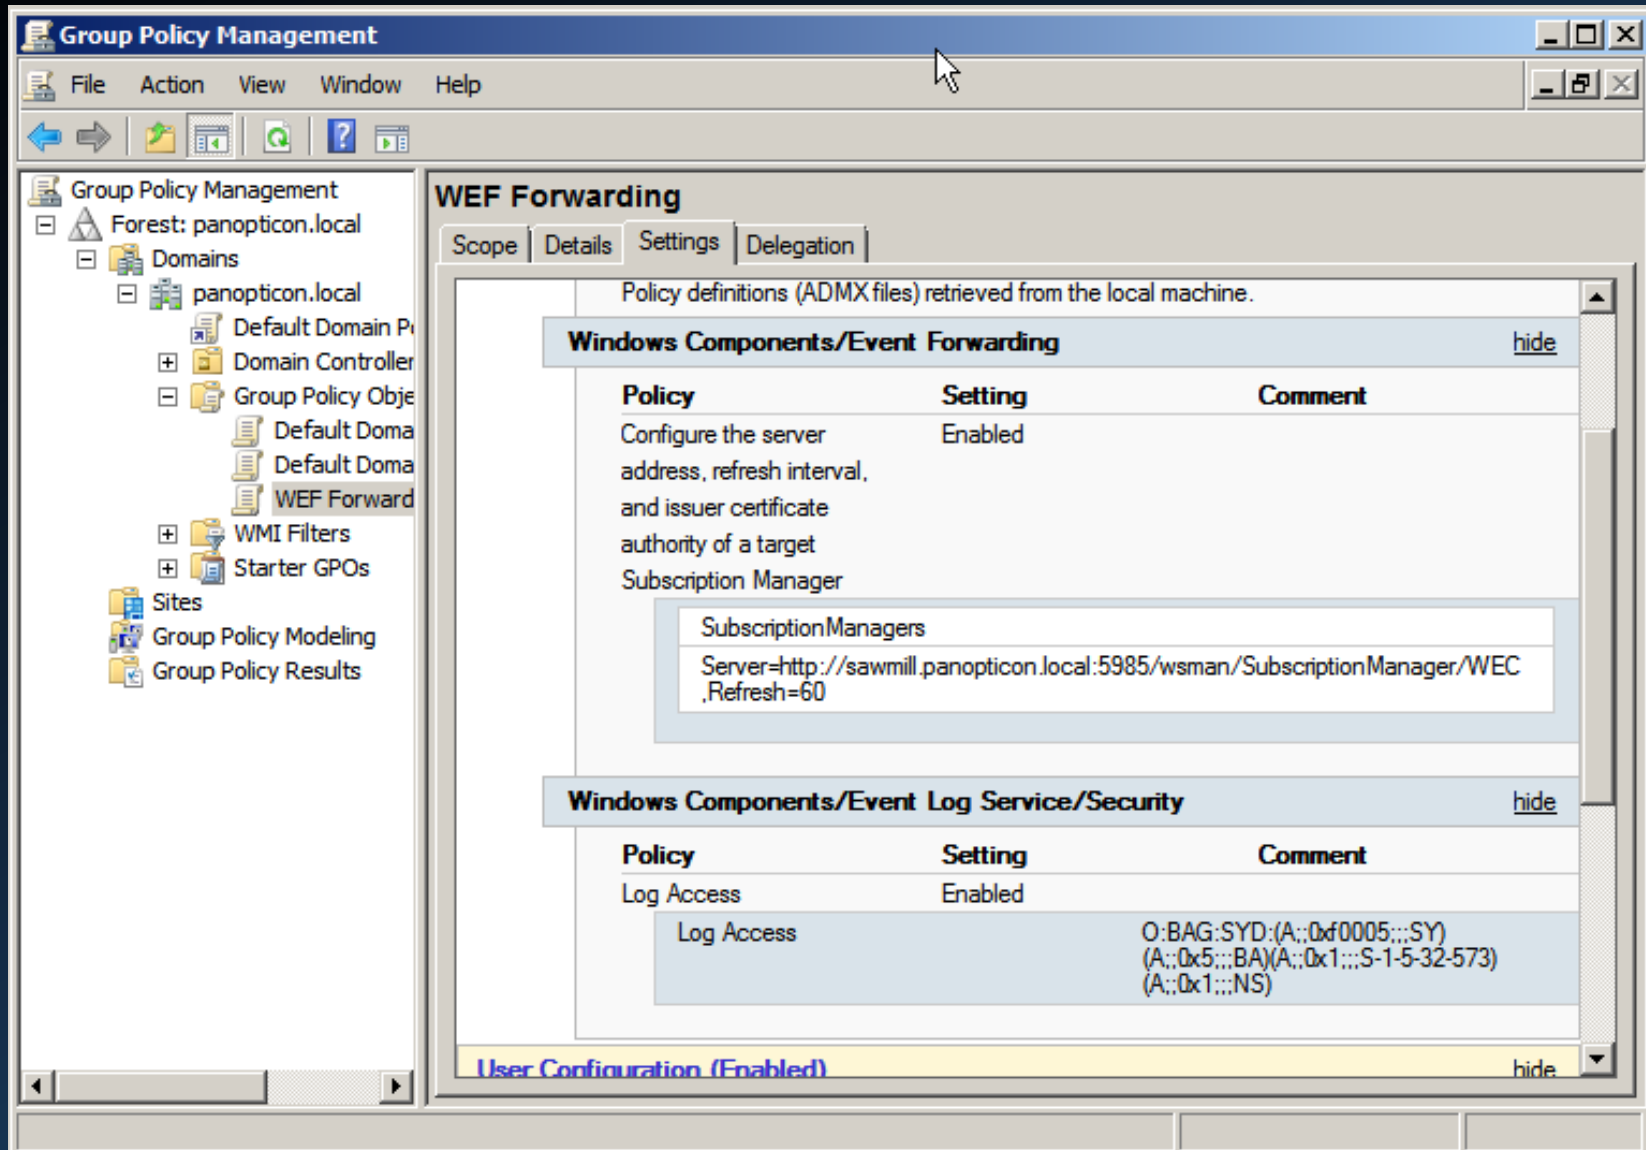 Group Policy Management
File Action View Window Help
Group Policy Management
Forest: panopticon.local
Domains
panopticon.local
Default Domain P
Domain Controller
Group Policy Obje
Default Doma
Default Doma
WEF Forward
WMI Filters
Starter GPOs
Sites
Group Policy Modeling
Group Policy Results
WEF Forwarding
Scope Details Settings Delegation
Policy definitions (ADMX files) retrieved from the local machine.
Windows Components/Event Forwarding hide
Policy Setting Comment
Configure the server Enabled
address, refresh interval,
and issuer certificate
authority of a target
Subscription Manager
SubscriptionManagers
Server=http://sawmill.panopticon.local:5985/wsman/SubscriptionManager/WEC
,Refresh=60
Windows Components/Event Log Service/Security hide
Policy Setting Comment
Log Access Enabled
Log Access O:BAG:SYD:(A;;0xf0005;;;SY)
(A;;0x5;;;BA)(A;;0x1;;;S-1-5-32-573)
(A;;0x1;;;NS)
User Configuration (Enabled) hide